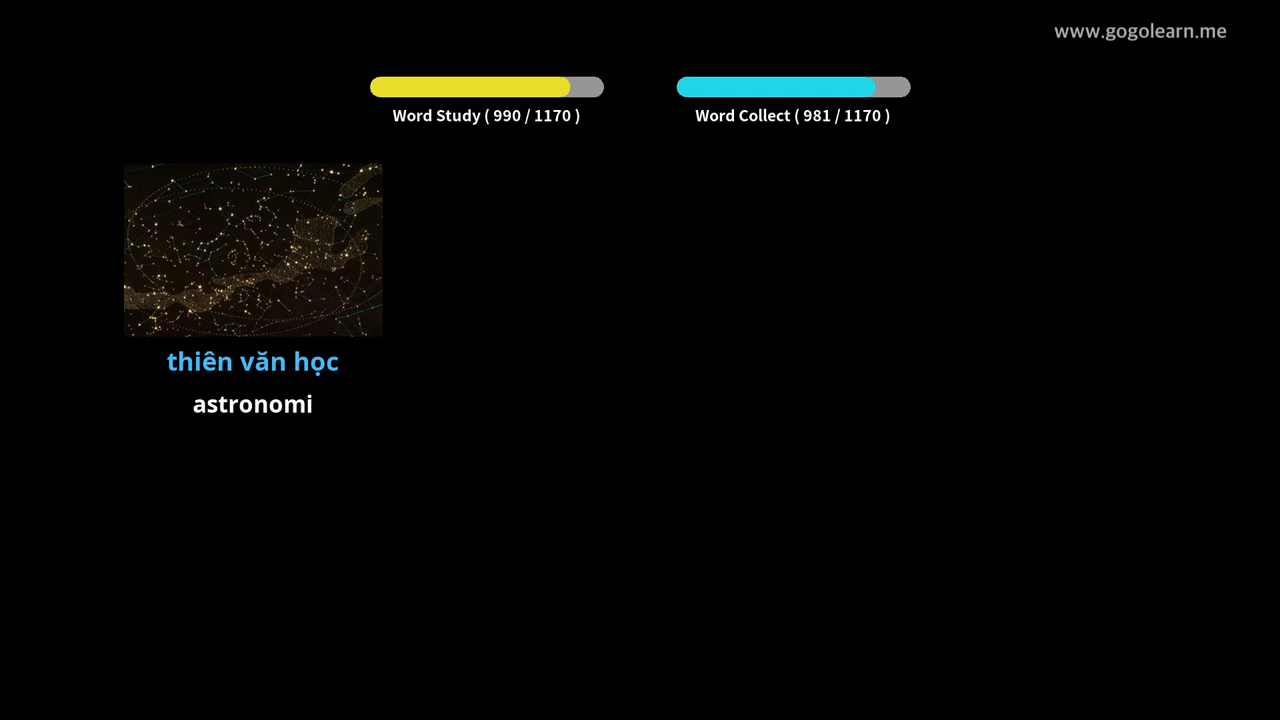 www.gogolearn.me
Word Study ( 990 / 1170 )
Word Collect ( 981 / 1170 )
thiên văn học
astronomi